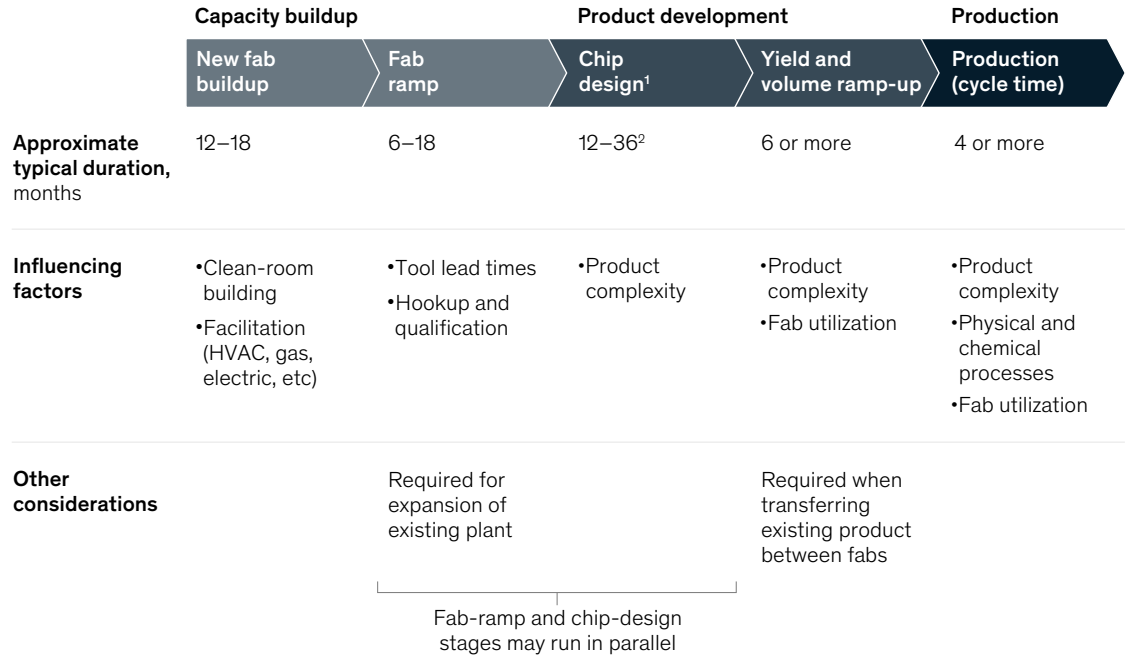 Capacity buildup
Product development
Production
New fab
buildup
Fab
ramp
Chip
design¹
Yield and
volume ramp-up
Production
(cycle time)
Approximate
typical duration,
months
12–18
6–18
12–36²
6 or more
4 or more
Influencing
factors
•Clean-room
building
•Facilitation
(HVAC, gas,
electric, etc)
•Tool lead times
•Hookup and
qualification
•Product
complexity
•Product
complexity
•Fab utilization
•Product
complexity
•Physical and
chemical
processes
•Fab utilization
Other
considerations
Required for
expansion of
existing plant
Required when
transferring
existing product
between fabs
Fab-ramp and chip-design
stages may run in parallel